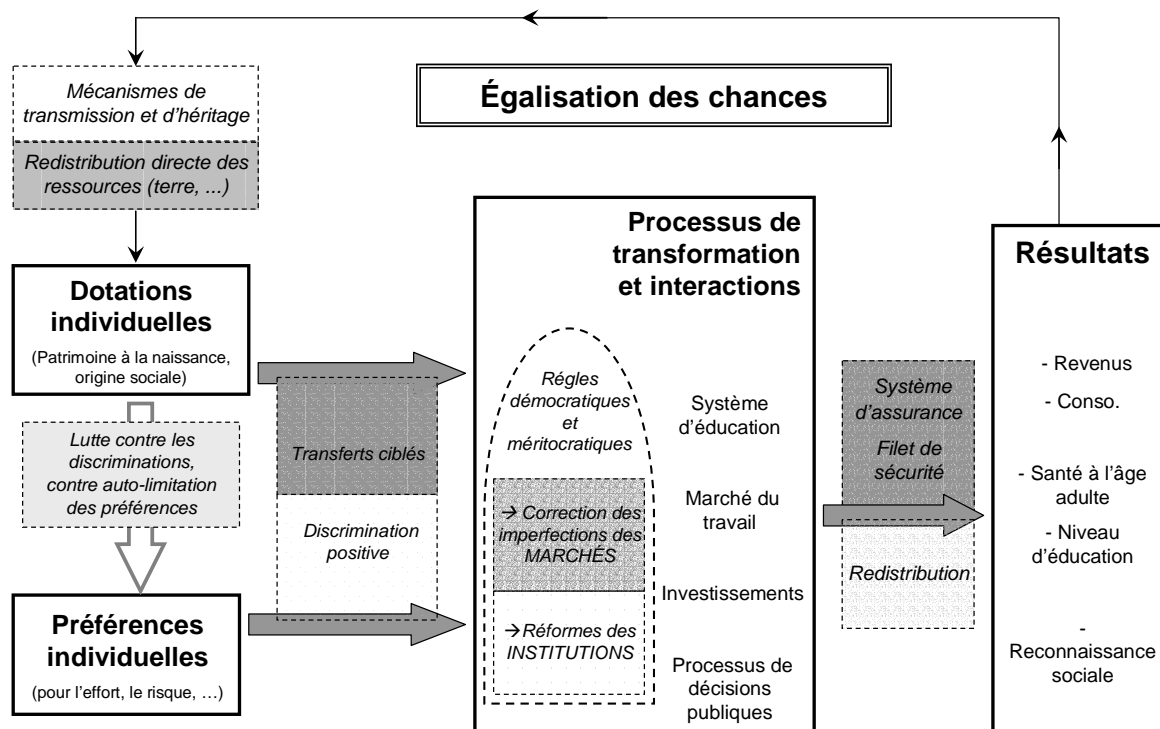 Égalisation des chances
Mécanismes de
transmission et d'héritage
Redistribution directe des
ressources (terre, ...)
Dotations
individuelles
(Patrimoine à la naissance,
origine sociale)
Lutte contre les
discriminations,
contre auto-limitation
des préférences
Préférences
individuelles
(pour l'effort, le risque, …)
Transferts ciblés
Discrimination
positive
Processus de
transformation
et interactions
Régles
démocratiques
et
méritocratiques
→ Correction des
imperfections des
MARCHÉS
→Réformes des
INSTITUTIONS
Système
d'éducation
Marché du
travail
Investissements
Processus de
décisions
publiques
Système
d'assurance
Filet de
sécurité
Redistribution
Résultats
- Revenus
- Conso.
- Santé à l'âge
adulte
- Niveau
d'éducation
-
Reconnaissance
sociale